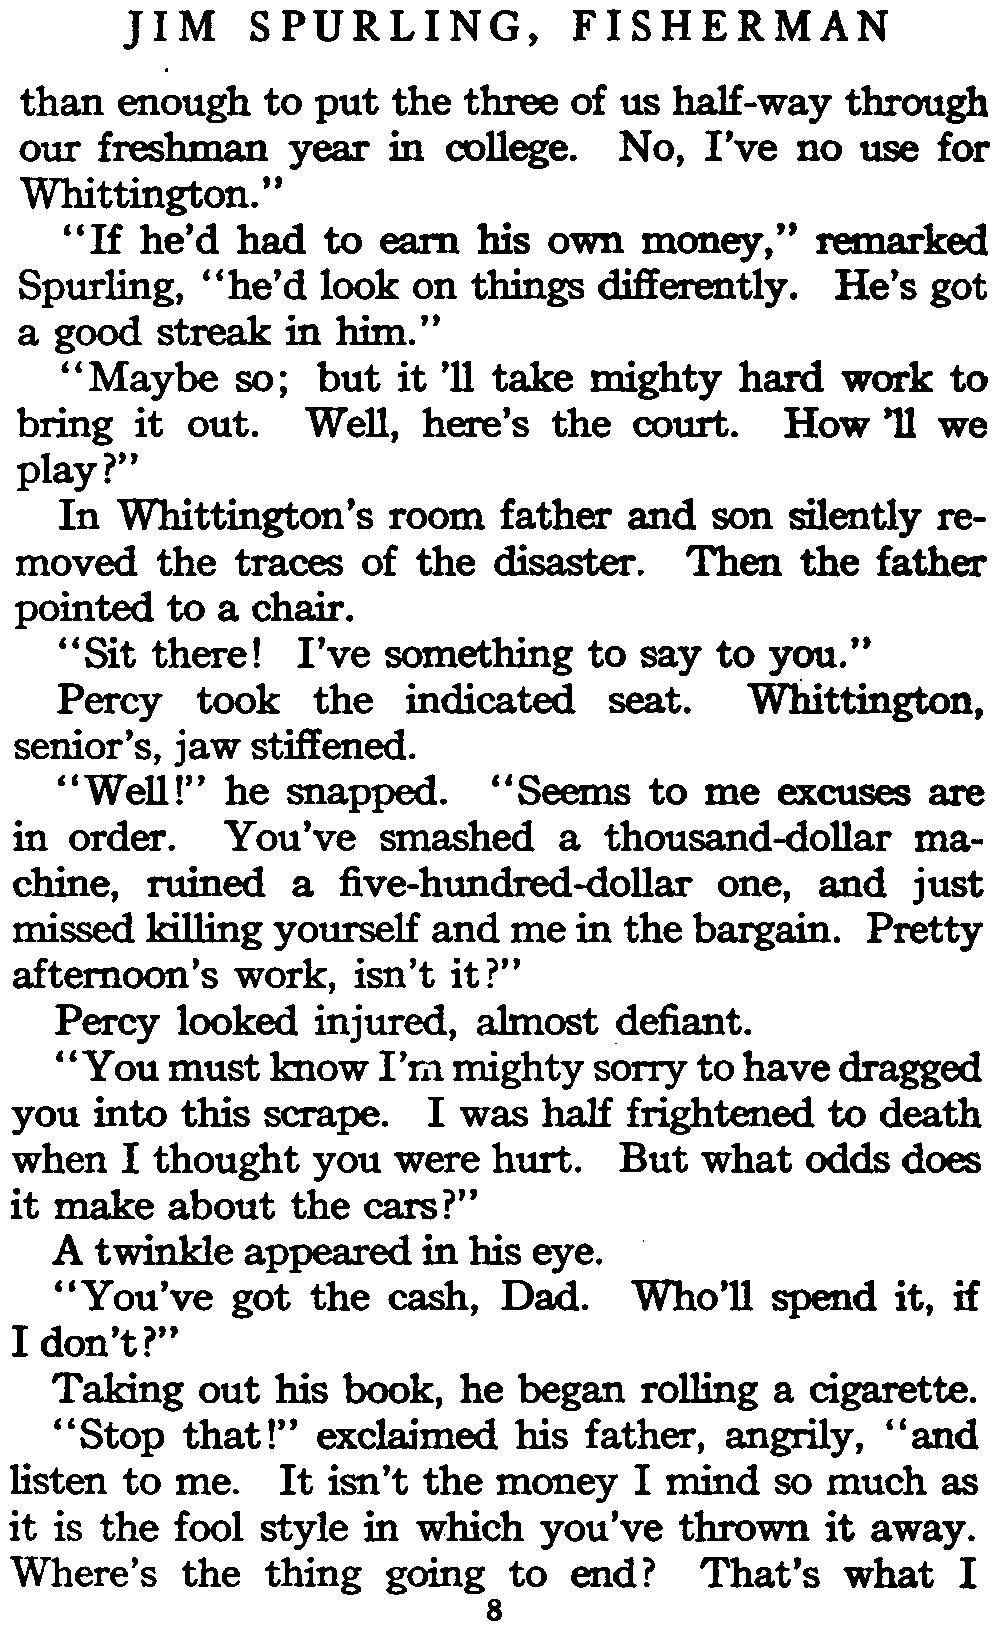 JIM SPURLING, FISHERMAN
than enough to put the three of us half-way through
our freshman year in college. No, I've no use for
Whittington."
"If he'd had to earn his own money," remarked
Spurling, "he'd look on things differently. He's got
a good streak in him."
"Maybe so; but it 'll take mighty hard work to
bring it out. Well, here's the court. How 'll we
play?"
In Whittington's room father and son silently re-
moved the traces of the disaster. Then the father
pointed to a chair.
"Sit there! I've something to say to you."
Percy took the indicated seat. Whittington,
senior's, jaw stiffened.
"Well!" he snapped. "Seems to me excuses are
in order. You've smashed a thousand-dollar ma-
chine, ruined a five-hundred-dollar one, and just
missed killing yourself and me in the bargain. Pretty
afternoon's work, isn't it?"
Percy looked injured, almost defiant.
"You must know I'm mighty sorry to have dragged
you into this scrape. I was half frightened to death
when I thought you were hurt. But what odds does
it make about the cars?"
A twinkle appeared in his eye.
"You've got the cash, Dad. Who'll spend it, if
I don't?"
Taking out his book, he began rolling a cigarette.
"Stop that!" exclaimed his father, angrily, "and
listen to me. It isn't the money I mind so much as
it is the fool style in which you've thrown it away.
Where's the thing going to end? That's what I
8